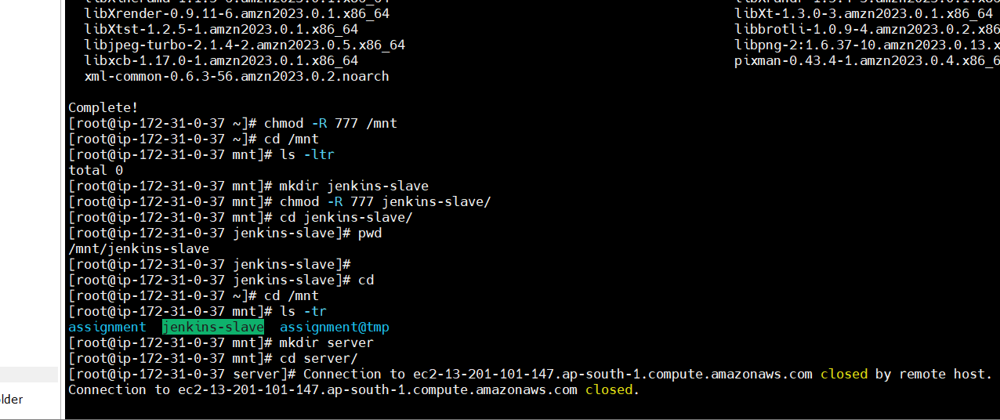 libXrender-0.9.11-6.amzn2023.0.1.x86_64 libXt-1.3.0-3.amzn2023.0.1.x86_64
libXtst-1.2.5-1.amzn2023.0.1.x86_64 libbrotli-1.0.9-4.amzn2023.0.2.x86
libjpeg-turbo-2.1.4-2.amzn2023.0.5.x86_64 libpng-2:1.6.37-10.amzn2023.0.13.x
libxcb-1.17.0-1.amzn2023.0.1.x86_64 pixman-0.43.4-1.amzn2023.0.4.x86_6
xml-common-0.6.3-56.amzn2023.0.2.noarch
Complete!
[root@ip-172-31-0-37 ~]# chmod -R 777 /mnt
[root@ip-172-31-0-37 ~]# cd /mnt
[root@ip-172-31-0-37 mnt]# ls -ltr
total 0
[root@ip-172-31-0-37 mnt]# mkdir jenkins-slave
[root@ip-172-31-0-37 mnt]# chmod -R 777 jenkins-slave/
[root@ip-172-31-0-37 mnt]# cd jenkins-slave/
[root@ip-172-31-0-37 jenkins-slave]# pwd
/mnt/jenkins-slave
[root@ip-172-31-0-37 jenkins-slave]#
[root@ip-172-31-0-37 jenkins-slave]# cd
[root@ip-172-31-0-37 ~]# cd /mnt
[root@ip-172-31-0-37 mnt]# ls -tr
assignment jenkins-slave assignment@tmp
[root@ip-172-31-0-37 mnt]# mkdir server
[root@ip-172-31-0-37 mnt]# cd server/
[root@ip-172-31-0-37 server]# Connection to ec2-13-201-101-147.ap-south-1.compute.amazonaws.com closed by remote host.
Connection to ec2-13-201-101-147.ap-south-1.compute.amazonaws.com closed.
older